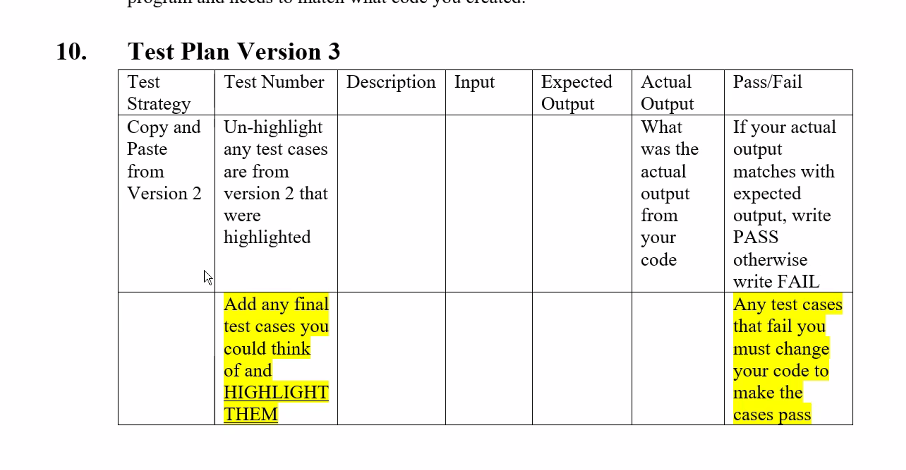 program and needs to match what code you created.
10. Test Plan Version 3
Test Strategy
Test Number
Description
Input
Expected Output
Actual Output
Pass/Fail
Copy and
Paste
from
Version 2
Un-highlight
any test cases
are from
version 2 that
were
highlighted
What
was the
actual
output
from
your
code
If your actual
output
matches with
expected
output, write
PASS
otherwise
write FAIL
Add any final
test cases you
could think
of and
HIGHLIGHT
THEM
Any test cases
that fail you
must change
your code to
make the
cases pass